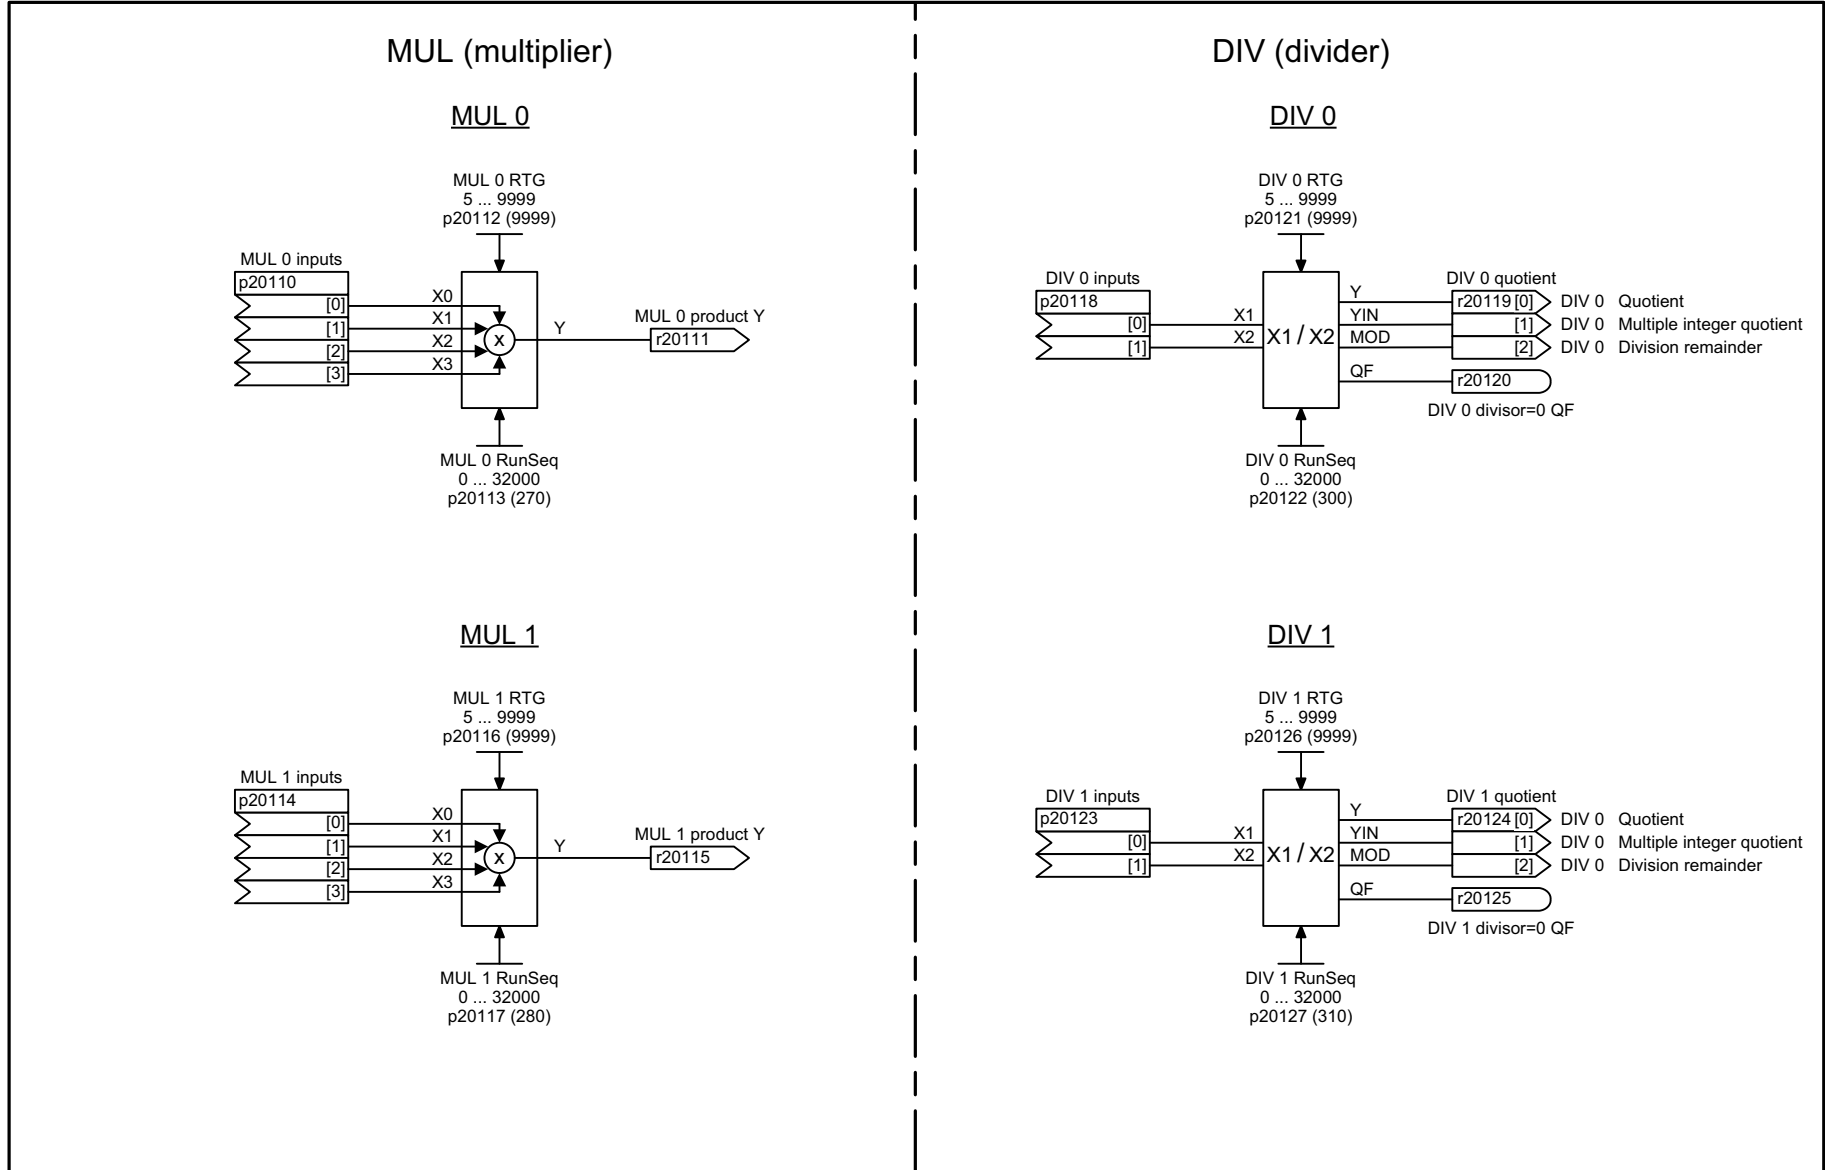 MUL (multiplier)
MUL 0
MUL 0 RTG
5 ... 9999
p20112 (9999)
MUL 0 inputs
p20110
[0] X0
[1] X1
[2] X2
[3] X3
x
Y
MUL 0 product Y
r20111
MUL 0 RunSeq
0 ... 32000
p20113 (270)
MUL 1
MUL 1 RTG
5 ... 9999
p20116 (9999)
MUL 1 inputs
p20114
[0] X0
[1] X1
[2] X2
[3] X3
x
Y
MUL 1 product Y
r20115
MUL 1 RunSeq
0 ... 32000
p20117 (280)
DIV (divider)
DIV 0
DIV 0 RTG
5 ... 9999
p20121 (9999)
DIV 0 inputs
p20118
[0] X1
[1] X2
X1 / X2
DIV 0 quotient
Y r20119 [0] DIV 0 Quotient
YIN [1] DIV 0 Multiple integer quotient
MOD [2] DIV 0 Division remainder
QF r20120
DIV 0 divisor=0 QF
DIV 0 RunSeq
0 ... 32000
p20122 (300)
DIV 1
DIV 1 RTG
5 ... 9999
p20126 (9999)
DIV 1 inputs
p20123
[0] X1
[1] X2
X1 / X2
DIV 1 quotient
Y r20124 [0] DIV 0 Quotient
YIN [1] DIV 0 Multiple integer quotient
MOD [2] DIV 0 Division remainder
QF r20125
DIV 1 divisor=0 QF
DIV 1 RunSeq
0 ... 32000
p20127 (310)